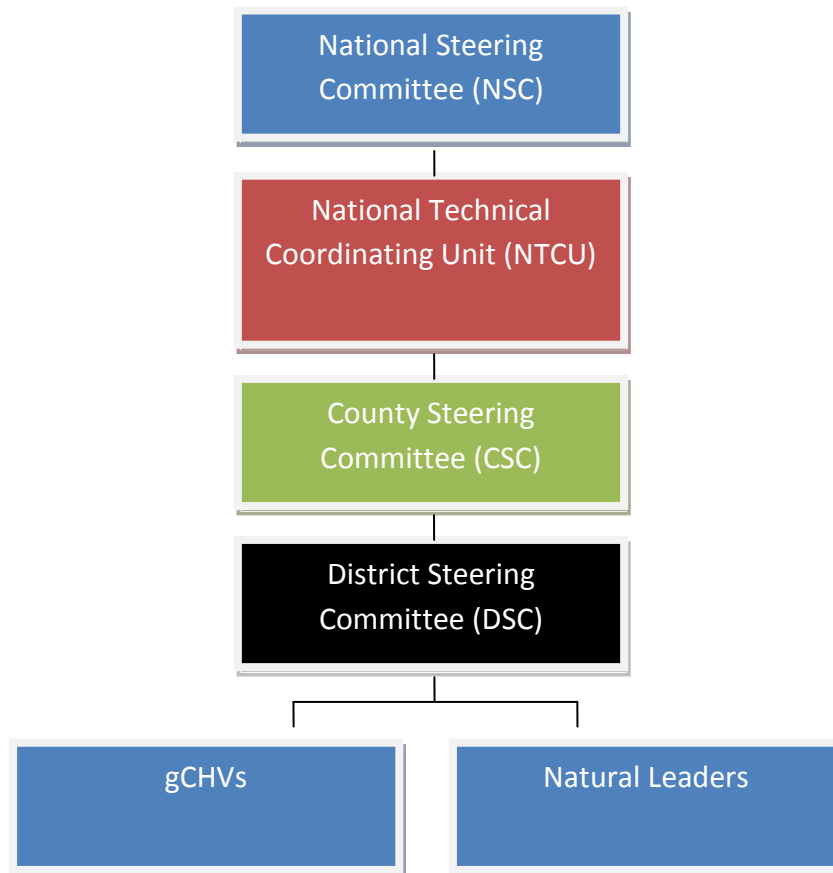 National Steering
Committee (NSC)
National Technical
Coordinating Unit (NTCU)
County Steering
Committee (CSC)
District Steering
Committee (DSC)
gCHVs
Natural Leaders